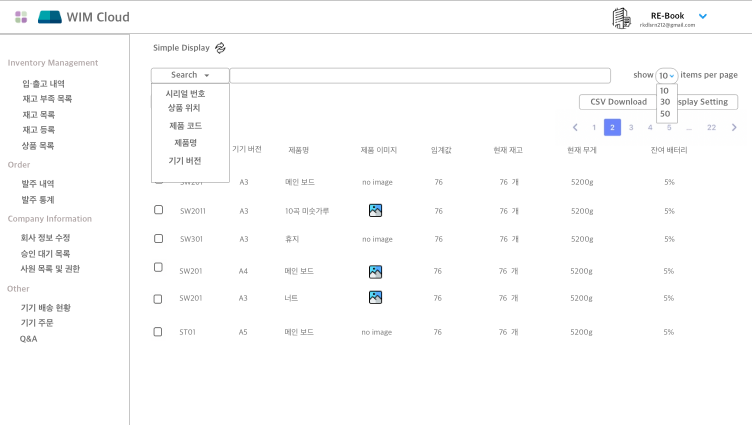 WIM Cloud
RE-Book
rkdlem212@gmail.com
Simple Display
Inventory Management
입·출고 내역
재고 부족 목록
재고 목록
재고 등록
상품 목록
Order
발주 내역
발주 통계
Company Information
회사 정보 수정
승인 대기 목록
사원 목록 및 권한
Other
기기 배송 현황
기기 주문
Q&A
Search
시리얼 번호
상품 위치
제품 코드
제품명
기기 버전
show 10 items per page
10
30
50
CSV Download
splay Setting
1 2 3 4 5 ... 22
기기 버전 제품명 제품 이미지 임계값 현재 재고 현재 무게 잔여 배터리
SW201 A3 메인 보드 no image 76 76 개 5200g 5%
SW2011 A3 10곡 미숫가루 76 76 개 5200g 5%
SW301 A3 휴지 no image 76 76 개 5200g 5%
SW201 A4 메인 보드 76 76 개 5200g 5%
SW201 A3 너트 76 76 개 5200g 5%
ST01 A5 메인 보드 no image 76 76 개 5200g 5%